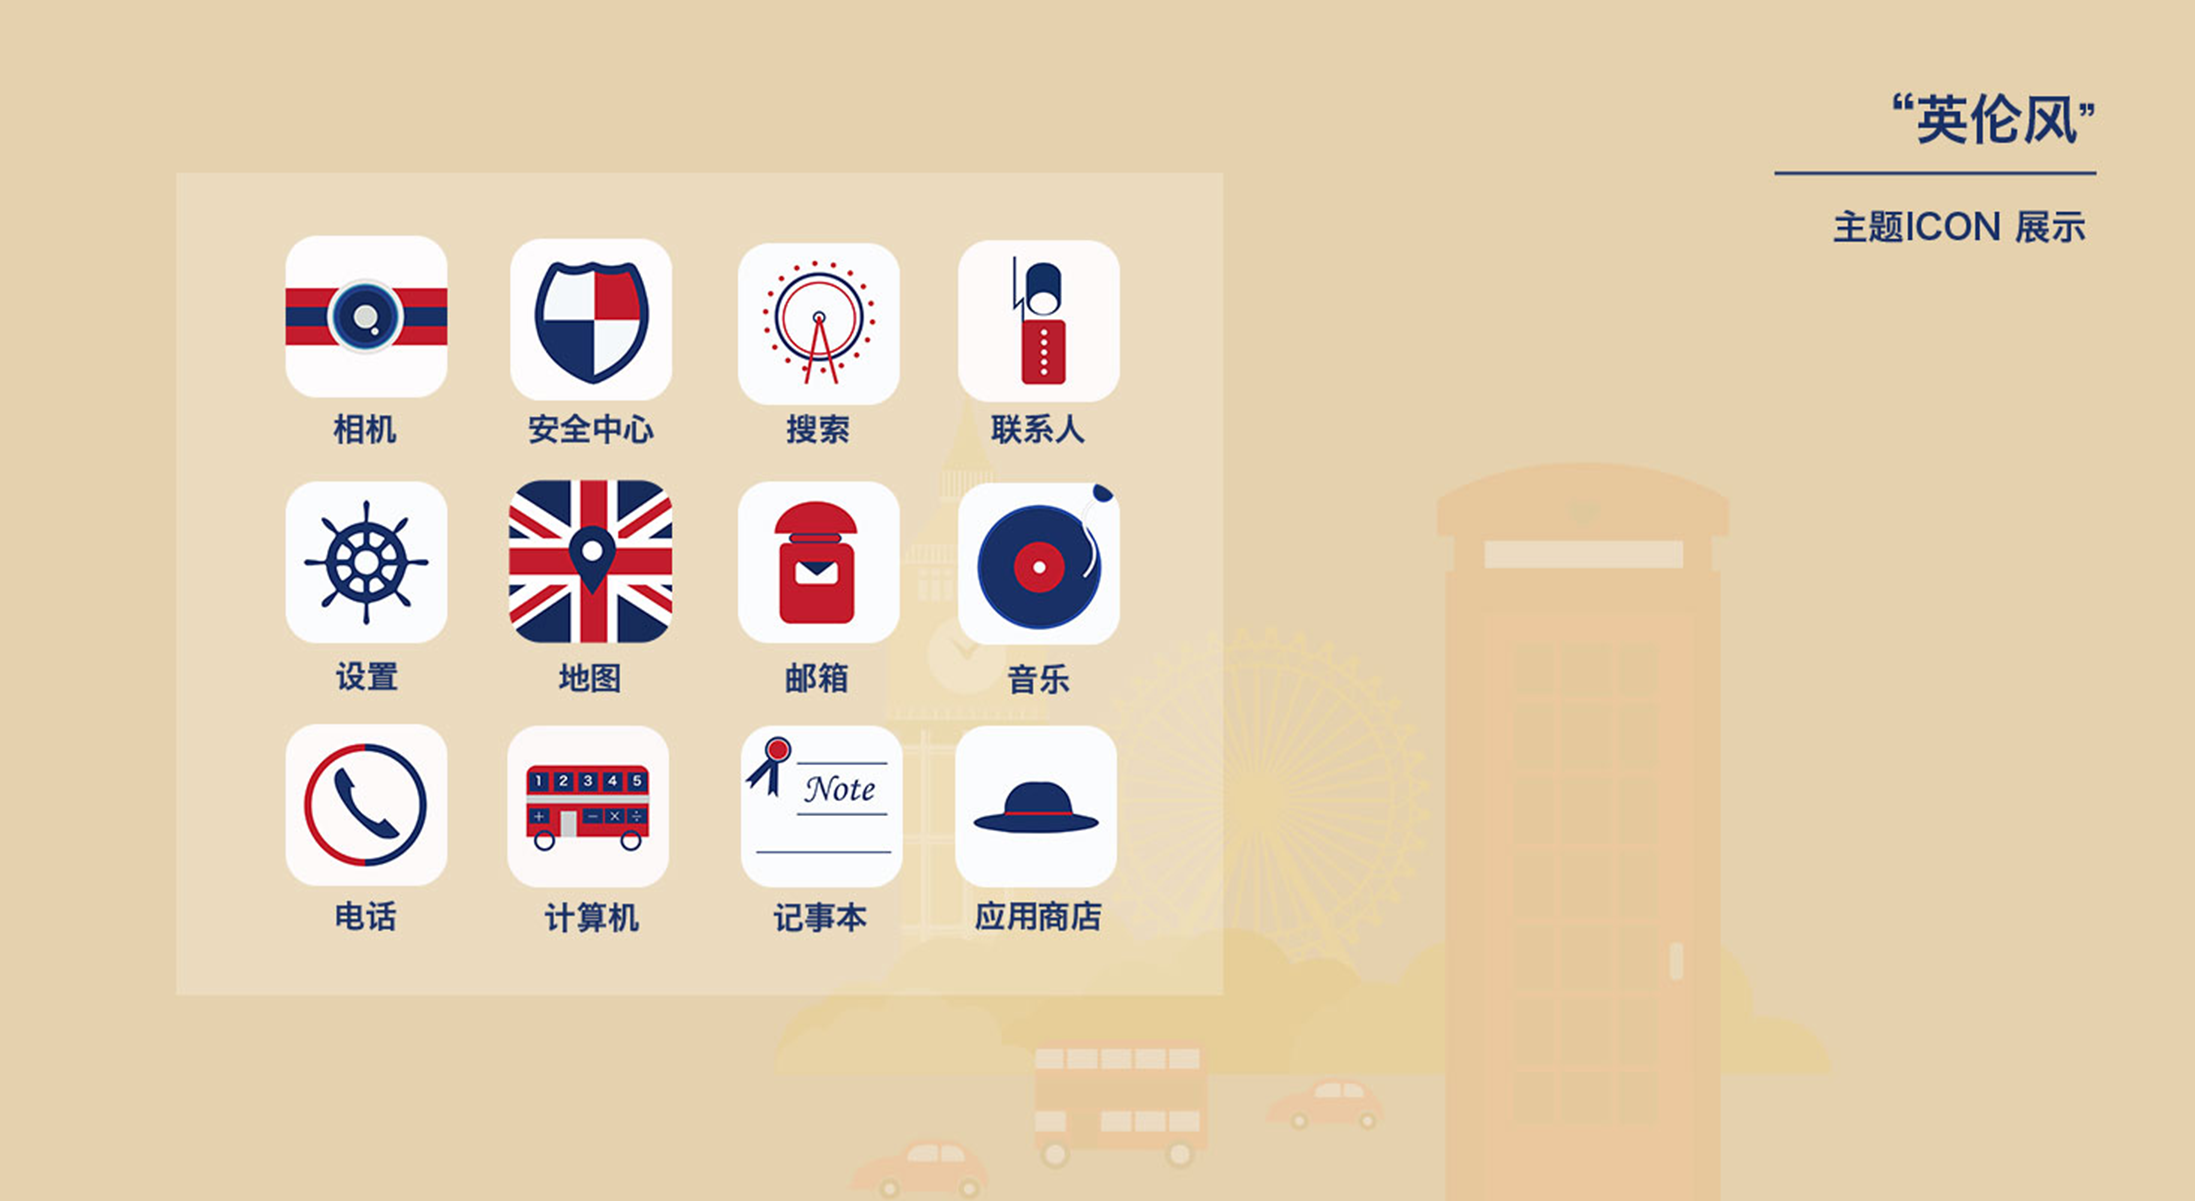 “英伦风”
主题ICON 展示
相机 安全中心 搜索 联系人
设置 地图 邮箱 音乐
1 2 3 4 5
+ − × ÷
Note
电话 计算机 记事本 应用商店